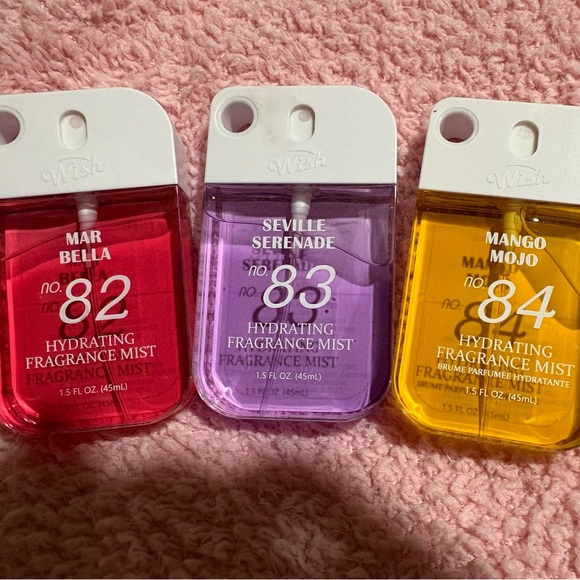 Wish
MAR
BELLA
no. 82
HYDRATING
FRAGRANCE MIST
1.5 FL OZ. (45mL)
Wish
SEVILLE
SERENADE
no. 83
HYDRATING
FRAGRANCE MIST
1.5 FL OZ. (45mL)
Wish
MANGO
MOJO
no. 84
HYDRATING
FRAGRANCE MIST
BRUME PARFUMÉE HYDRATANTE
1.5 FL OZ. (45mL)